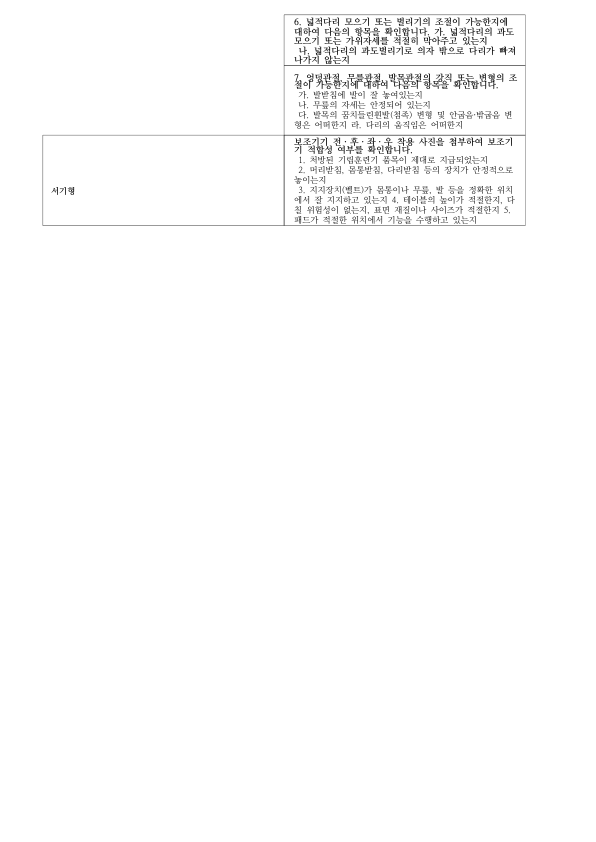 6. 넓적다리 모으기 또는 벌리기의 조절이 가능한지에
대하여 다음의 항목을 확인합니다. 가. 넓적다리의 과도
모으기 또는 가위자세를 적절히 막아주고 있는지
나. 넓적다리의 과도벌리기로 의자 밖으로 다리가 빠져
나가지 않는지
7. 엉덩관절, 무릎관절, 발목관절의 강직 또는 변형의 조
절이 가능한지에 대하여 다음의 항목을 확인합니다.
가. 발받침에 발이 잘 놓여있는지
나. 무릎의 자세는 안정되어 있는지
다. 발목의 꿈치들린휜발(첨족) 변형 및 안굽음·밖굽음 변
형은 어떠한지 라. 다리의 움직임은 어떠한지
서기형
보조기기 전·후·좌·우 착용 사진을 첨부하여 보조기
기 적합성 여부를 확인합니다.
1. 처방된 기립훈련기 품목이 제대로 지급되었는지
2. 머리받침, 몸통받침, 다리받침 등의 장치가 안정적으로
놓이는지
3. 지지장치(벨트)가 몸통이나 무릎, 발 등을 정확한 위치
에서 잘 지지하고 있는지 4. 테이블의 높이가 적절한지, 다
칠 위험성이 없는지, 표면 재질이나 사이즈가 적절한지 5.
패드가 적절한 위치에서 기능을 수행하고 있는지